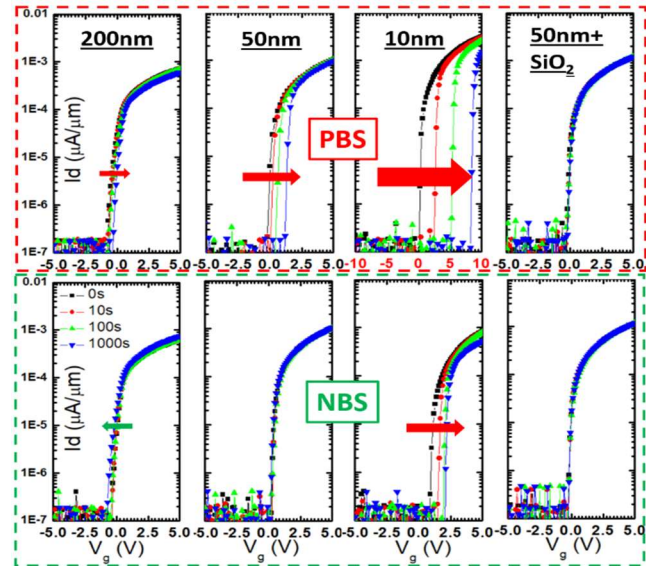 0.01
200nm
50nm
10nm
50nm+
SiO₂
1E-3
1E-4
1E-5
1E-6
1E-7
Id (μA/μm)
PBS
-5.0 -2.5 0.0 2.5 5.0
-5.0 -2.5 0.0 2.5 5.0
-10 -5 0 5 10
-5.0 -2.5 0.0 2.5 5.0
0.01
0s
10s
100s
1000s
1E-3
1E-4
1E-5
1E-6
1E-7
Id (μA/μm)
NBS
-5.0 -2.5 0.0 2.5 5.0
-5.0 -2.5 0.0 2.5 5.0
-5.0 -2.5 0.0 2.5 5.0
-5.0 -2.5 0.0 2.5 5.0
Vg (V)
Vg (V)
Vg (V)
Vg (V)